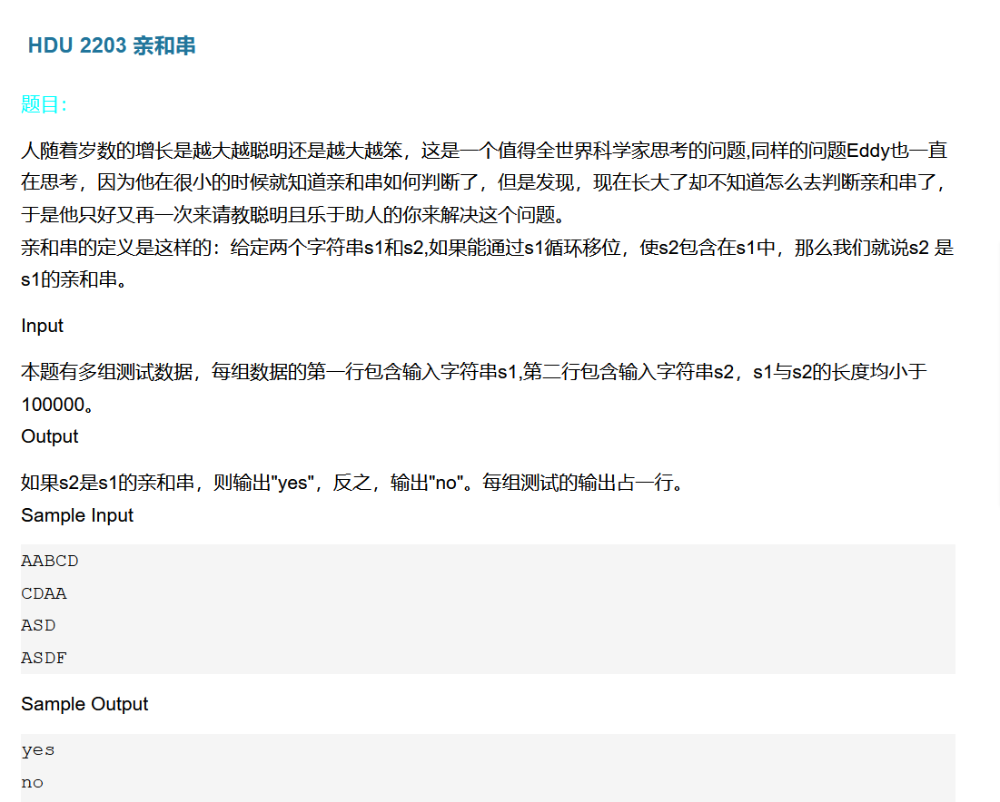 HDU 2203 亲和串
题目：
人随着岁数的增长是越大越聪明还是越大越笨，这是一个值得全世界科学家思考的问题,同样的问题Eddy也一直
在思考，因为他在很小的时候就知道亲和串如何判断了，但是发现，现在长大了却不知道怎么去判断亲和串了，
于是他只好又再一次来请教聪明且乐于助人的你来解决这个问题。
亲和串的定义是这样的：给定两个字符串s1和s2,如果能通过s1循环移位，使s2包含在s1中，那么我们就说s2 是
s1的亲和串。
Input
本题有多组测试数据，每组数据的第一行包含输入字符串s1,第二行包含输入字符串s2，s1与s2的长度均小于
100000。
Output
如果s2是s1的亲和串，则输出"yes"，反之，输出"no"。每组测试的输出占一行。
Sample Input
AABCD
CDAA
ASD
ASDF
Sample Output
yes
no